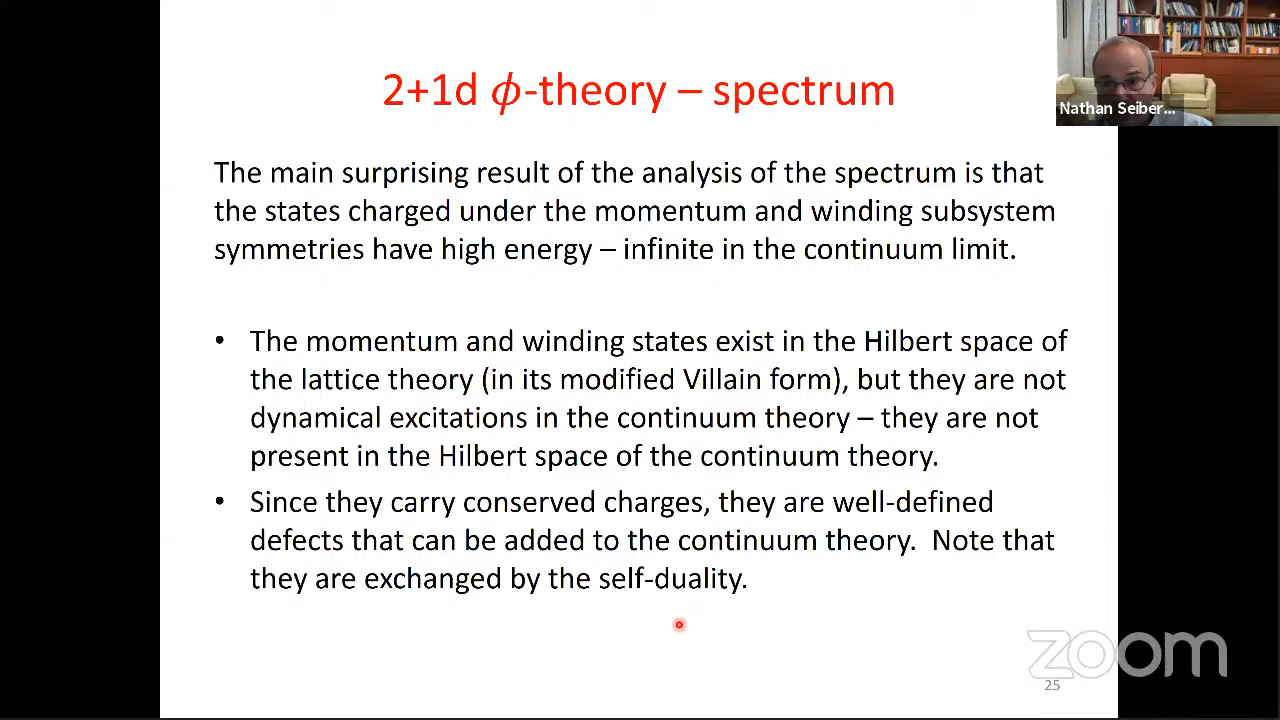 2+1d ϕ-theory – spectrum
Nathan Seiber...
The main surprising result of the analysis of the spectrum is that
the states charged under the momentum and winding subsystem
symmetries have high energy – infinite in the continuum limit.
• The momentum and winding states exist in the Hilbert space of
the lattice theory (in its modified Villain form), but they are not
dynamical excitations in the continuum theory – they are not
present in the Hilbert space of the continuum theory.
• Since they carry conserved charges, they are well-defined
defects that can be added to the continuum theory.  Note that
they are exchanged by the self-duality.
zoom
25